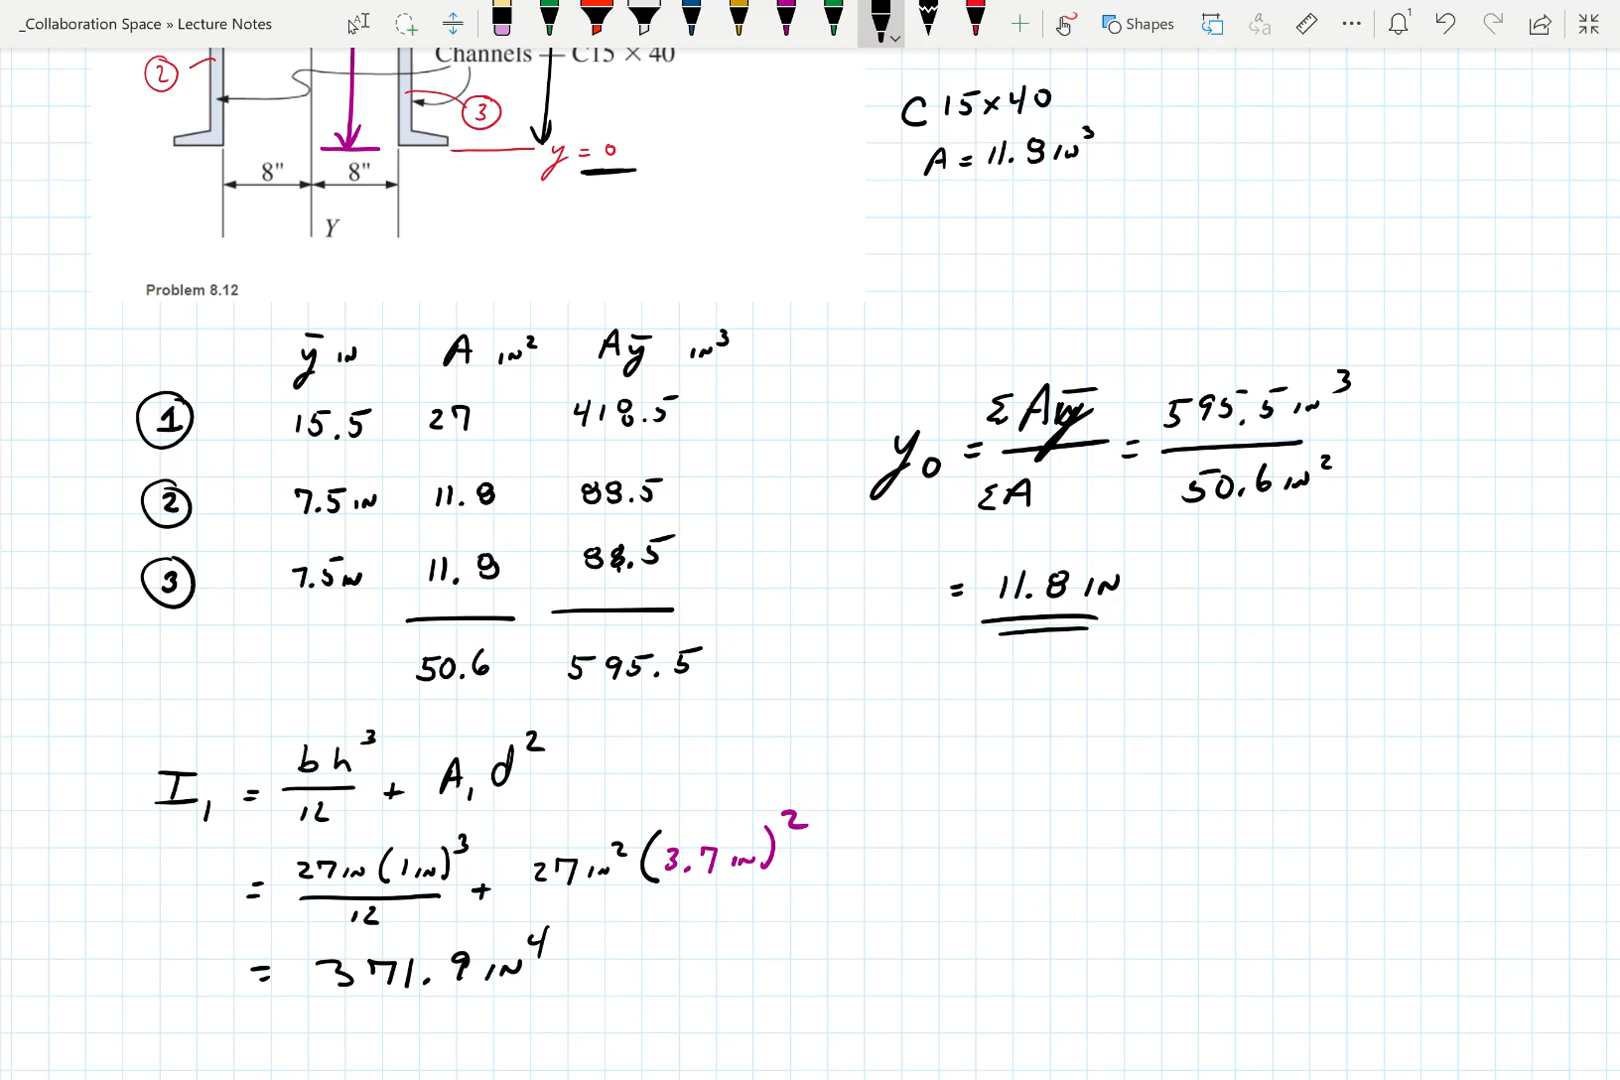 _Collaboration Space » Lecture Notes
Shapes
Channels — C15 × 40
2
3
y = 0
8" 8"
Y
Problem 8.12
C 15×40
A = 11.8 IN³
ȳ IN A IN² Aȳ IN³
1 15.5 27 418.5
2 7.5 IN 11.8 88.5
3 7.5 IN 11.8 88.5
50.6 595.5
y₀ = ΣAȳ / ΣA = 595.5 IN³ / 50.6 IN²
= 11.8 IN
I₁ = bh³/12 + A₁d²
= 27 IN (1 IN)³/12 + 27 IN² (3.7 IN)²
= 371.9 IN⁴